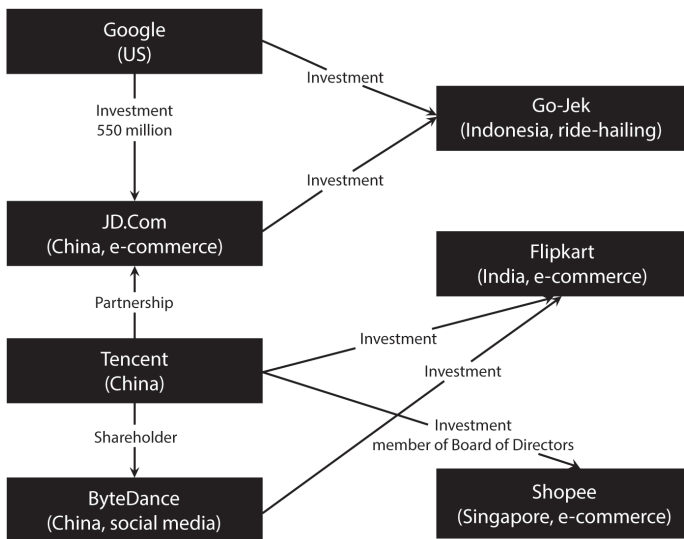 Google
(US)
Investment
Investment
550 million
Go-Jek
(Indonesia, ride-hailing)
Investment
JD.Com
(China, e-commerce)
Flipkart
(India, e-commerce)
Partnership
Investment
Tencent
(China)
Investment
Shareholder
Investment
member of Board of Directors
ByteDance
(China, social media)
Shopee
(Singapore, e-commerce)